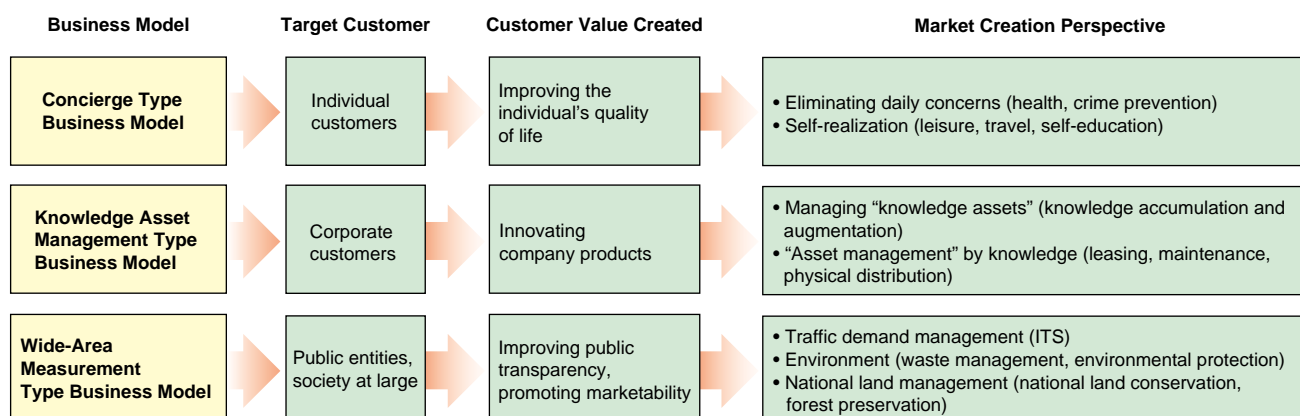 Business Model
Target Customer
Customer Value Created
Market Creation Perspective
Concierge Type
Business Model
Individual
customers
Improving the
individual’s quality
of life
• Eliminating daily concerns (health, crime prevention)
• Self-realization (leisure, travel, self-education)
Knowledge Asset
Management Type
Business Model
Corporate
customers
Innovating
company products
• Managing “knowledge assets” (knowledge accumulation and
augmentation)
• “Asset management” by knowledge (leasing, maintenance,
physical distribution)
Wide-Area
Measurement
Type Business Model
Public entities,
society at large
Improving public
transparency,
promoting marketability
• Traffic demand management (ITS)
• Environment (waste management, environmental protection)
• National land management (national land conservation,
forest preservation)